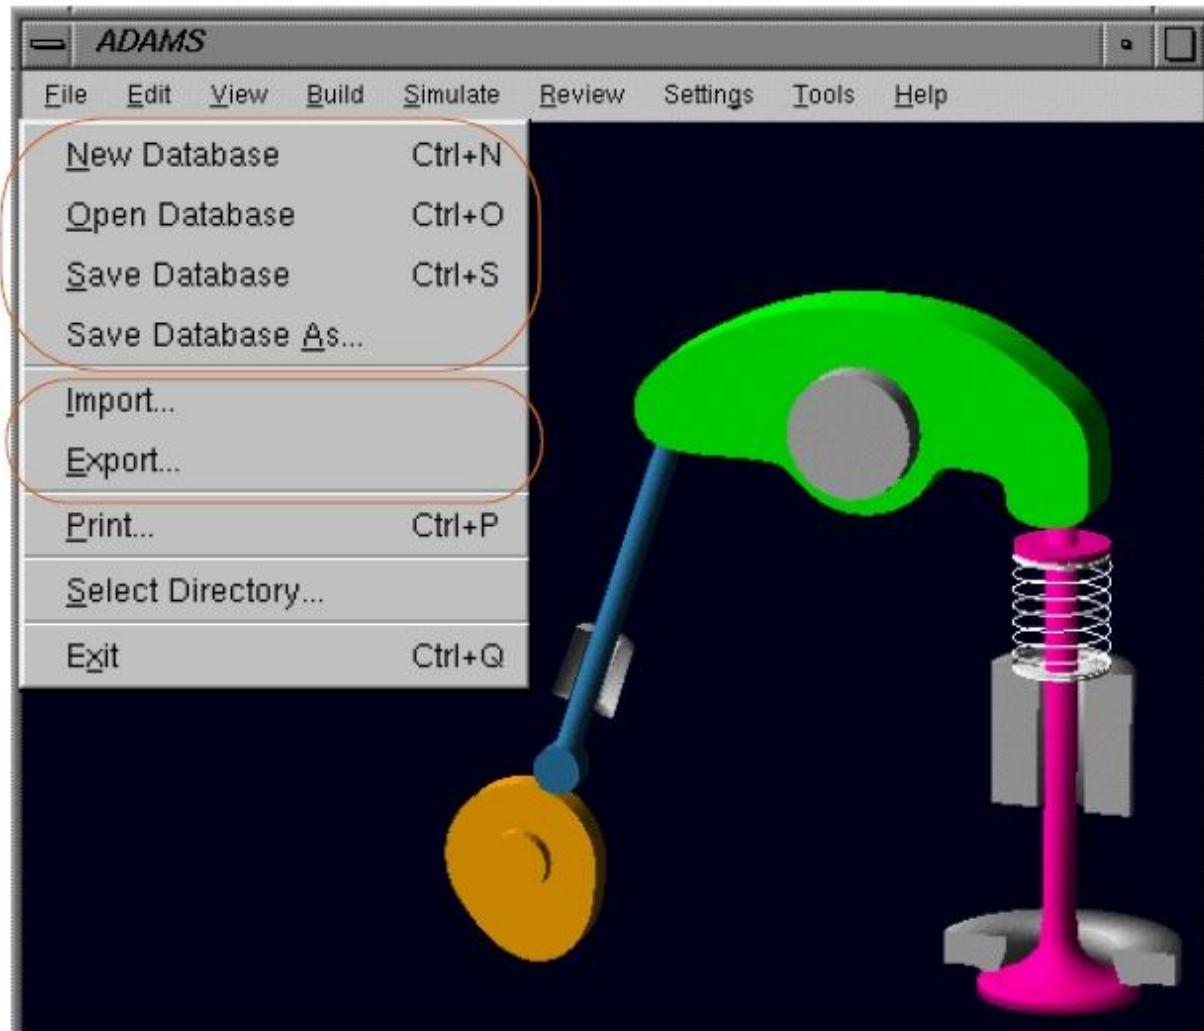 ADAMS
File Edit View Build Simulate Review Settings Tools Help
New Database Ctrl+N
Open Database Ctrl+O
Save Database Ctrl+S
Save Database As...
Import...
Export...
Print... Ctrl+P
Select Directory...
Exit Ctrl+Q